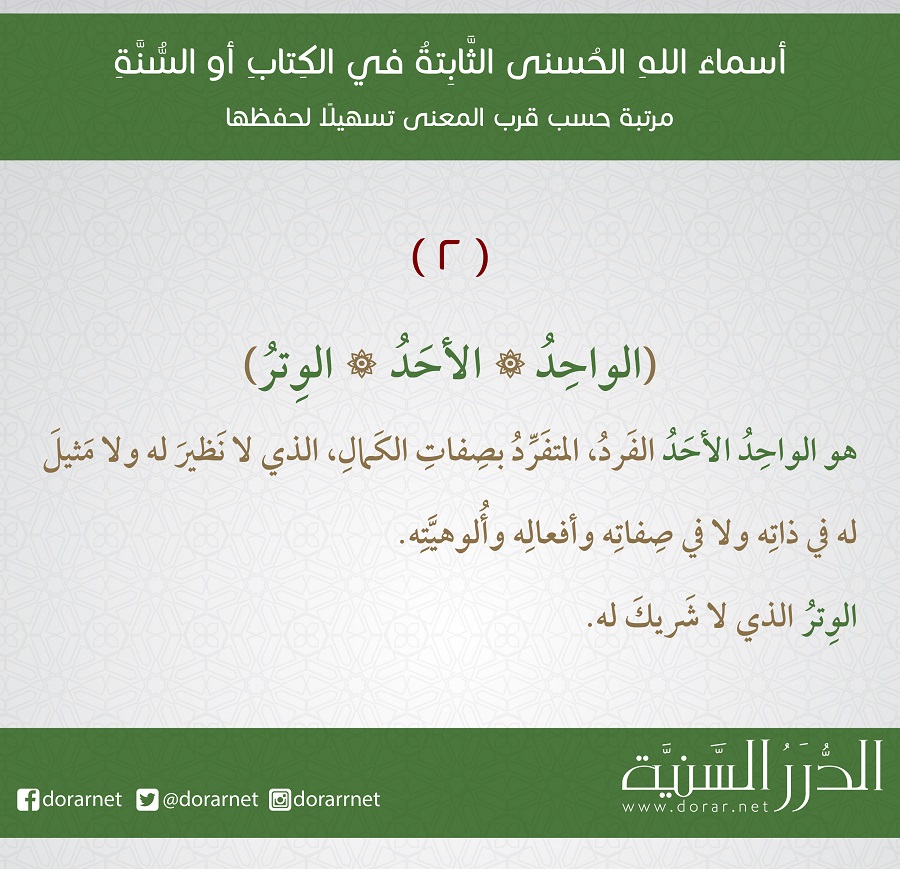 أسماءُ اللهِ الحُسنى الثَّابِتةُ في الكِتابِ أو السُّنَّةِ
مرتبة حسب قرب المعنى تسهيلًا لحفظها
( ٢ )
(الواحِدُ ۞ الأحَدُ ۞ الوِترُ)
هو الواحِدُ الأحَدُ الفَردُ، المتفَرِّدُ بصِفاتِ الكَمالِ، الذي لا نَظيرَ له ولا مَثيلَ
له في ذاتِه ولا في صِفاتِه وأفعالِه وأُلوهيَّتِه.
الوِترُ الذي لا شَريكَ له.
الدُّرَرُ السَّنيَّة
www.dorar.net
dorarnet @dorarnet dorarrnet